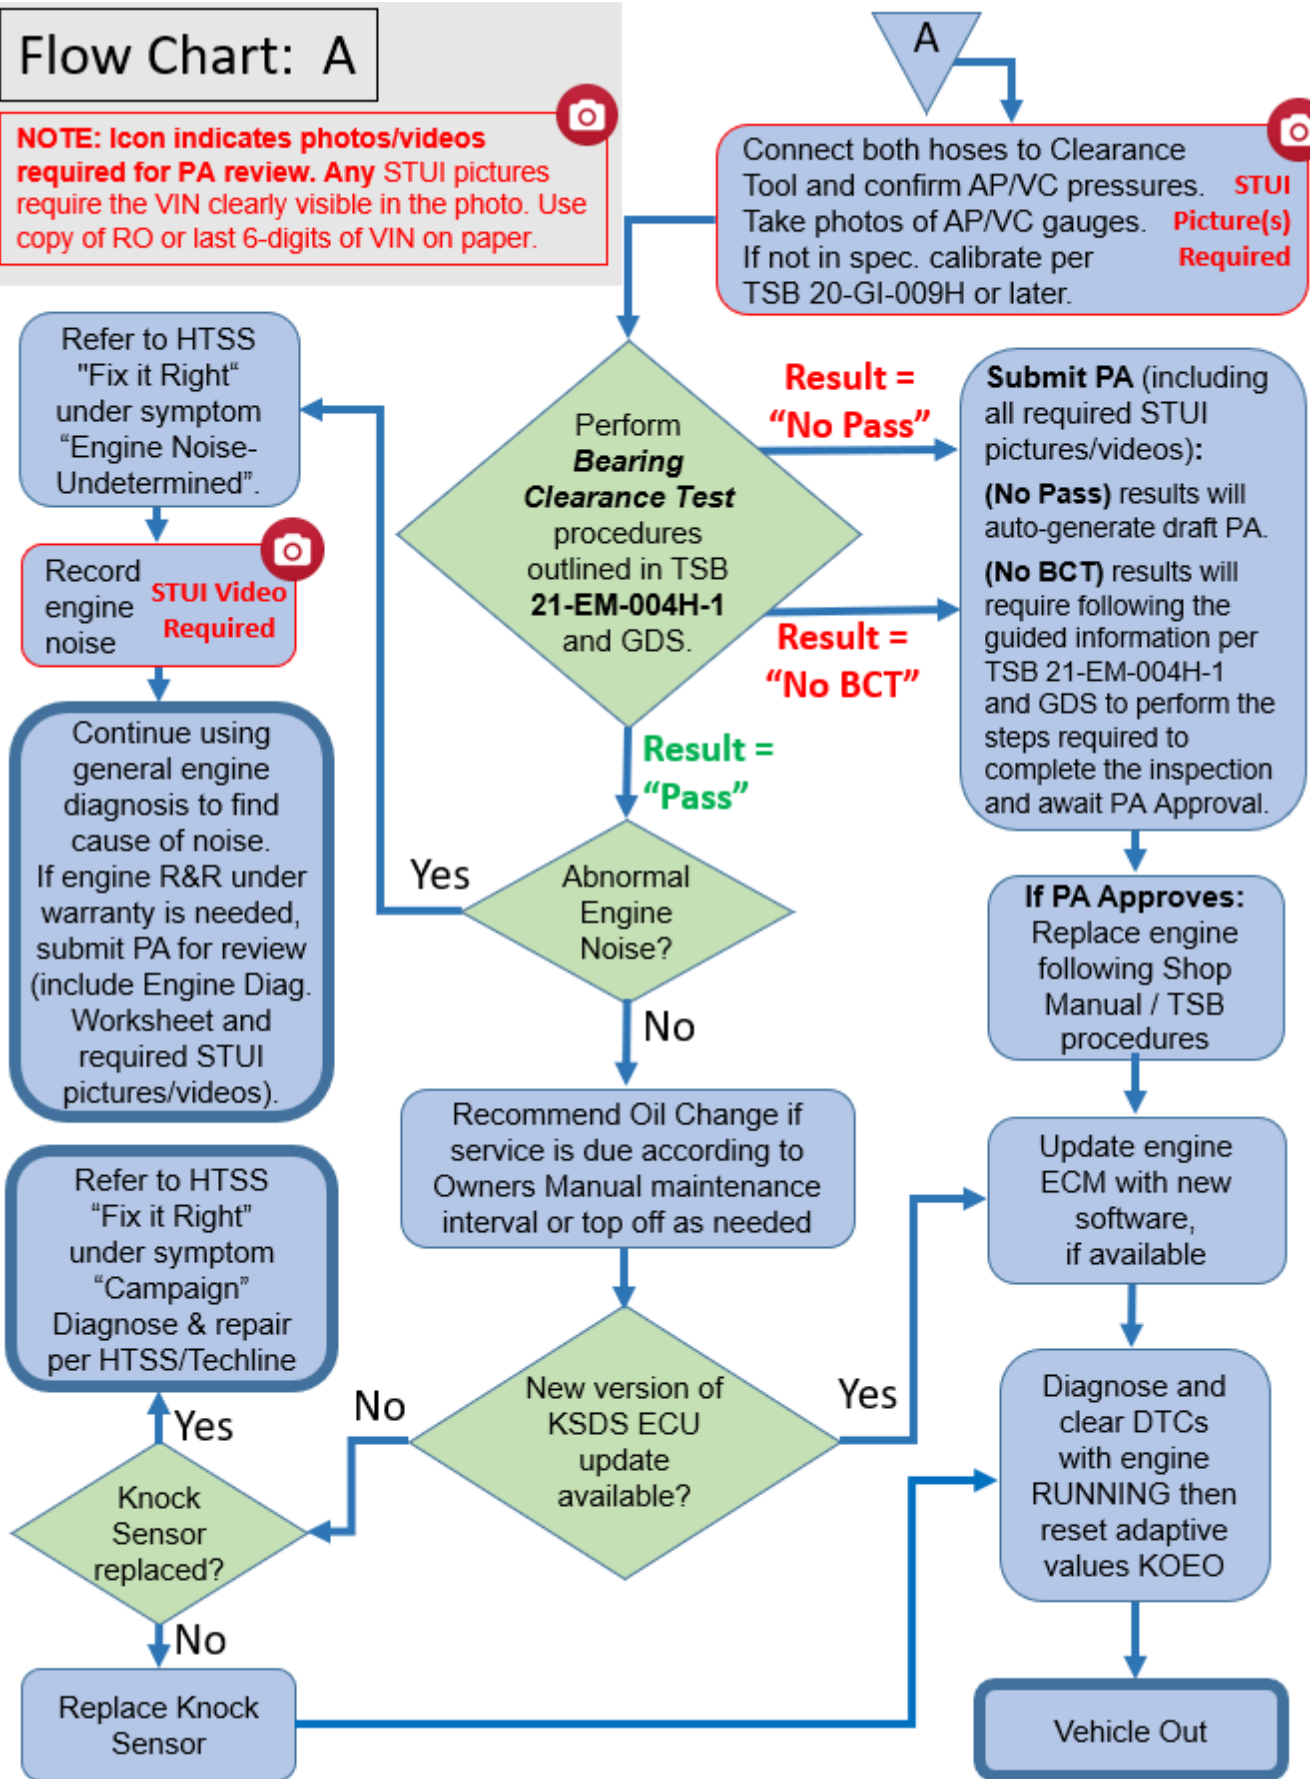 Flow Chart: A
NOTE: Icon indicates photos/videos
required for PA review. Any STUI pictures
require the VIN clearly visible in the photo. Use
copy of RO or last 6-digits of VIN on paper.
A
Connect both hoses to Clearance
Tool and confirm AP/VC pressures.
Take photos of AP/VC gauges.
If not in spec. calibrate per
TSB 20-GI-009H or later.
STUI
Picture(s)
Required
Perform
Bearing
Clearance Test
procedures
outlined in TSB
21-EM-004H-1
and GDS.
Result =
“No Pass”
Result =
“No BCT”
Result =
“Pass”
Submit PA (including
all required STUI
pictures/videos):
(No Pass) results will
auto-generate draft PA.
(No BCT) results will
require following the
guided information per
TSB 21-EM-004H-1
and GDS to perform the
steps required to
complete the inspection
and await PA Approval.
Refer to HTSS
"Fix it Right“
under symptom
“Engine Noise-
Undetermined”.
Record
engine
noise
STUI Video
Required
Continue using
general engine
diagnosis to find
cause of noise.
If engine R&R under
warranty is needed,
submit PA for review
(include Engine Diag.
Worksheet and
required STUI
pictures/videos).
Yes
Abnormal
Engine
Noise?
No
If PA Approves:
Replace engine
following Shop
Manual / TSB
procedures
Recommend Oil Change if
service is due according to
Owners Manual maintenance
interval or top off as needed
Update engine
ECM with new
software,
if available
Refer to HTSS
“Fix it Right”
under symptom
“Campaign”
Diagnose & repair
per HTSS/Techline
Yes
No
New version of
KSDS ECU
update
available?
Yes
Diagnose and
clear DTCs
with engine
RUNNING then
reset adaptive
values KOEO
Knock
Sensor
replaced?
No
Replace Knock
Sensor
Vehicle Out